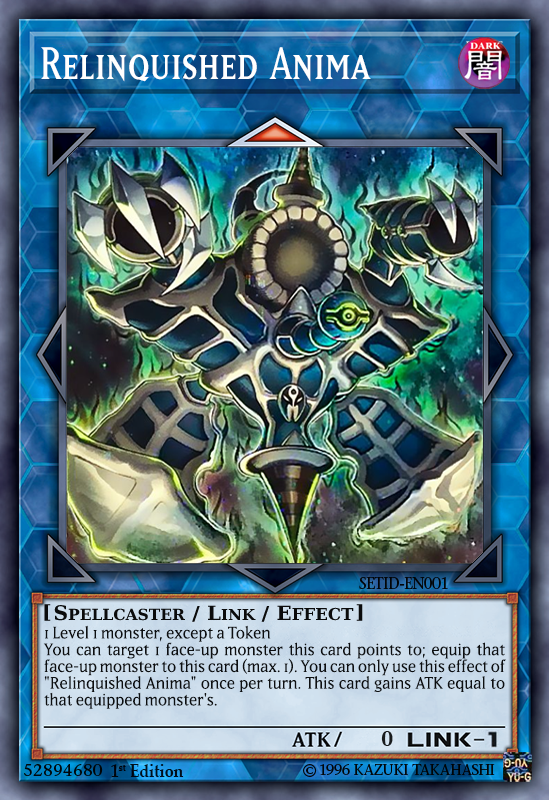 Relinquished Anima
DARK
闇
SETID-EN001
[Spellcaster / Link / Effect]
1 Level 1 monster, except a Token
You can target 1 face-up monster this card points to; equip that
face-up monster to this card (max. 1). You can only use this effect of
"Relinquished Anima" once per turn. This card gains ATK equal to
that equipped monster's.
ATK/ 0 LINK-1
52894680 1st Edition © 1996 KAZUKI TAKAHASHI